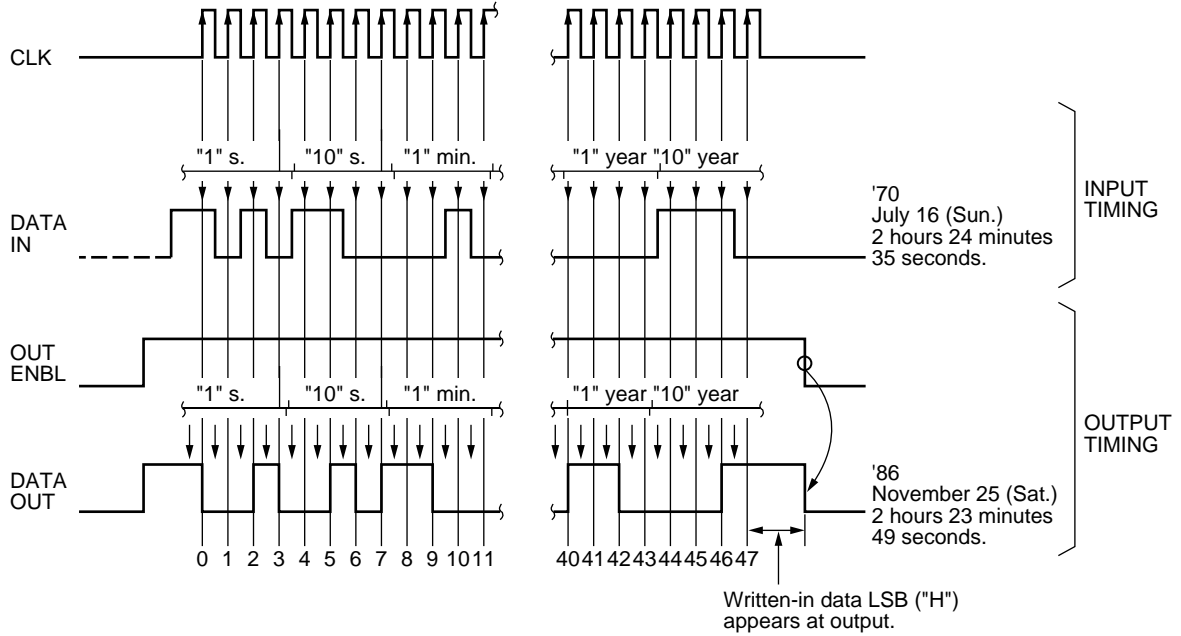 CLK
"1" s.
"10" s.
"1" min.
"1" year
"10" year
DATA
IN
'70
July 16 (Sun.)
2 hours 24 minutes
35 seconds.
INPUT
TIMING
OUT
ENBL
"1" s.
"10" s.
"1" min.
"1" year
"10" year
DATA
OUT
'86
November 25 (Sat.)
2 hours 23 minutes
49 seconds.
OUTPUT
TIMING
0 1 2 3 4 5 6 7 8 9 10 11
40 41 42 43 44 45 46 47
Written-in data LSB ("H")
appears at output.